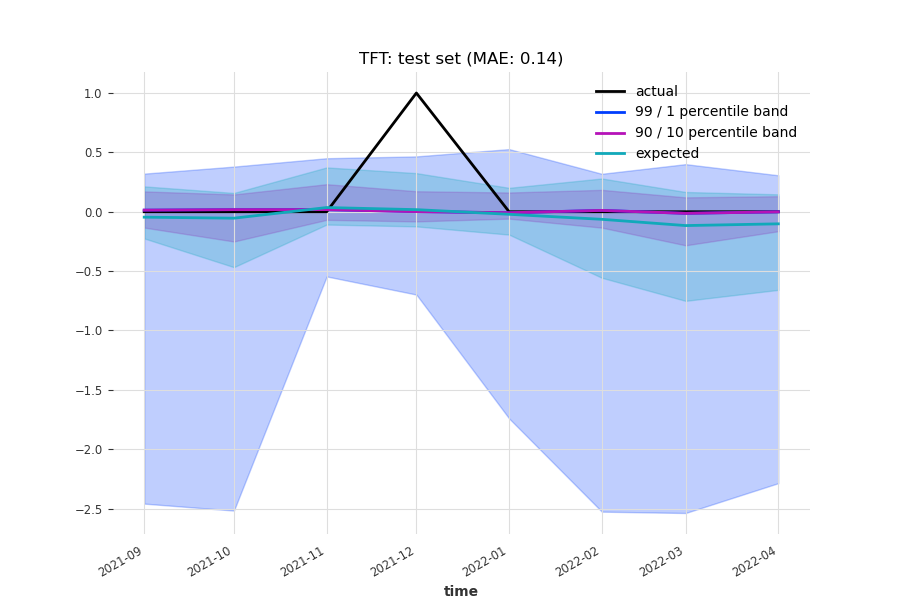 TFT: test set (MAE: 0.14)
actual
99 / 1 percentile band
90 / 10 percentile band
expected
1.0
0.5
0.0
−0.5
−1.0
−1.5
−2.0
−2.5
2021-09
2021-10
2021-11
2021-12
2022-01
2022-02
2022-03
2022-04
time